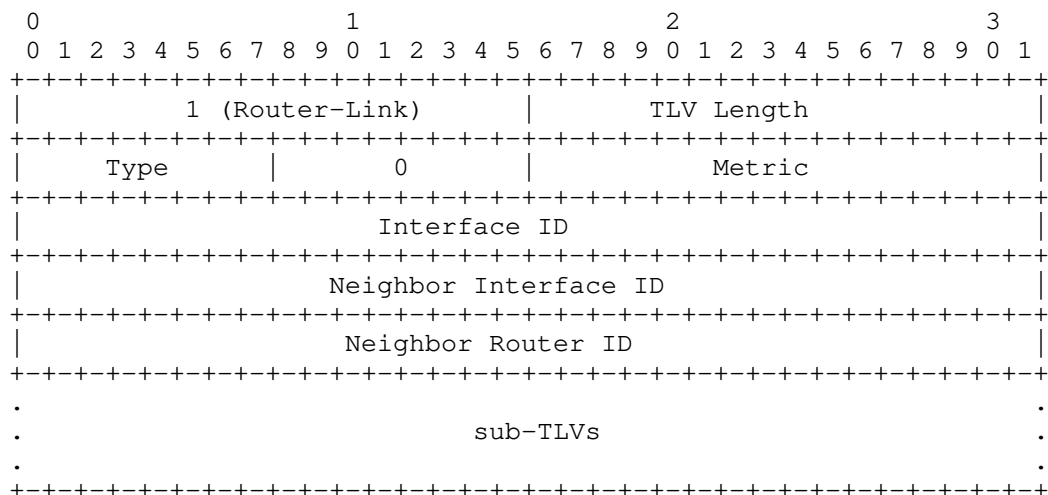 0                   1                   2                   3
 0 1 2 3 4 5 6 7 8 9 0 1 2 3 4 5 6 7 8 9 0 1 2 3 4 5 6 7 8 9 0 1
+-+-+-+-+-+-+-+-+-+-+-+-+-+-+-+-+-+-+-+-+-+-+-+-+-+-+-+-+-+-+-+-+
|          1 (Router-Link)      |       TLV Length              |
+-+-+-+-+-+-+-+-+-+-+-+-+-+-+-+-+-+-+-+-+-+-+-+-+-+-+-+-+-+-+-+-+
|     Type      |       0       |           Metric              |
+-+-+-+-+-+-+-+-+-+-+-+-+-+-+-+-+-+-+-+-+-+-+-+-+-+-+-+-+-+-+-+-+
|                      Interface ID                             |
+-+-+-+-+-+-+-+-+-+-+-+-+-+-+-+-+-+-+-+-+-+-+-+-+-+-+-+-+-+-+-+-+
|                   Neighbor Interface ID                       |
+-+-+-+-+-+-+-+-+-+-+-+-+-+-+-+-+-+-+-+-+-+-+-+-+-+-+-+-+-+-+-+-+
|                    Neighbor Router ID                         |
+-+-+-+-+-+-+-+-+-+-+-+-+-+-+-+-+-+-+-+-+-+-+-+-+-+-+-+-+-+-+-+-+
.                                                               .
.                            sub-TLVs                           .
.                                                               .
+-+-+-+-+-+-+-+-+-+-+-+-+-+-+-+-+-+-+-+-+-+-+-+-+-+-+-+-+-+-+-+-+